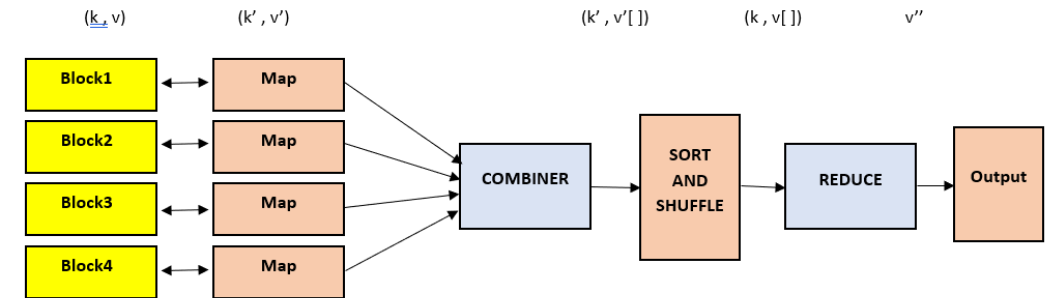 (k , v) (k’ , v’) (k’ , v’[ ]) (k , v[ ]) v’’
Block1 Map
Block2 Map
Block3 Map
Block4 Map
COMBINER
SORT
AND
SHUFFLE
REDUCE
Output